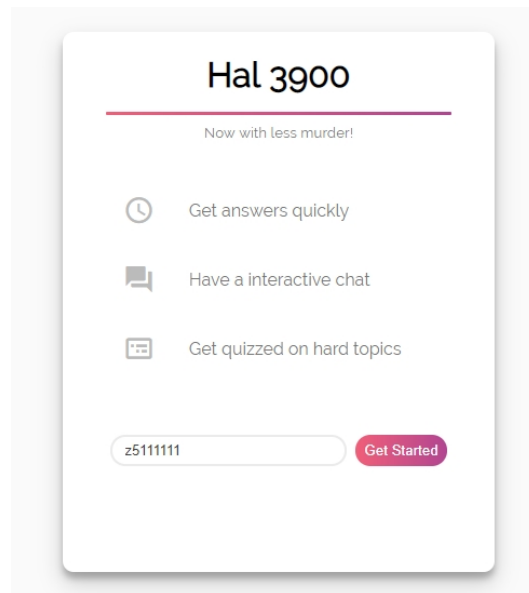 Hal 3900
Now with less murder!
Get answers quickly
Have a interactive chat
Get quizzed on hard topics
z5111111
Get Started